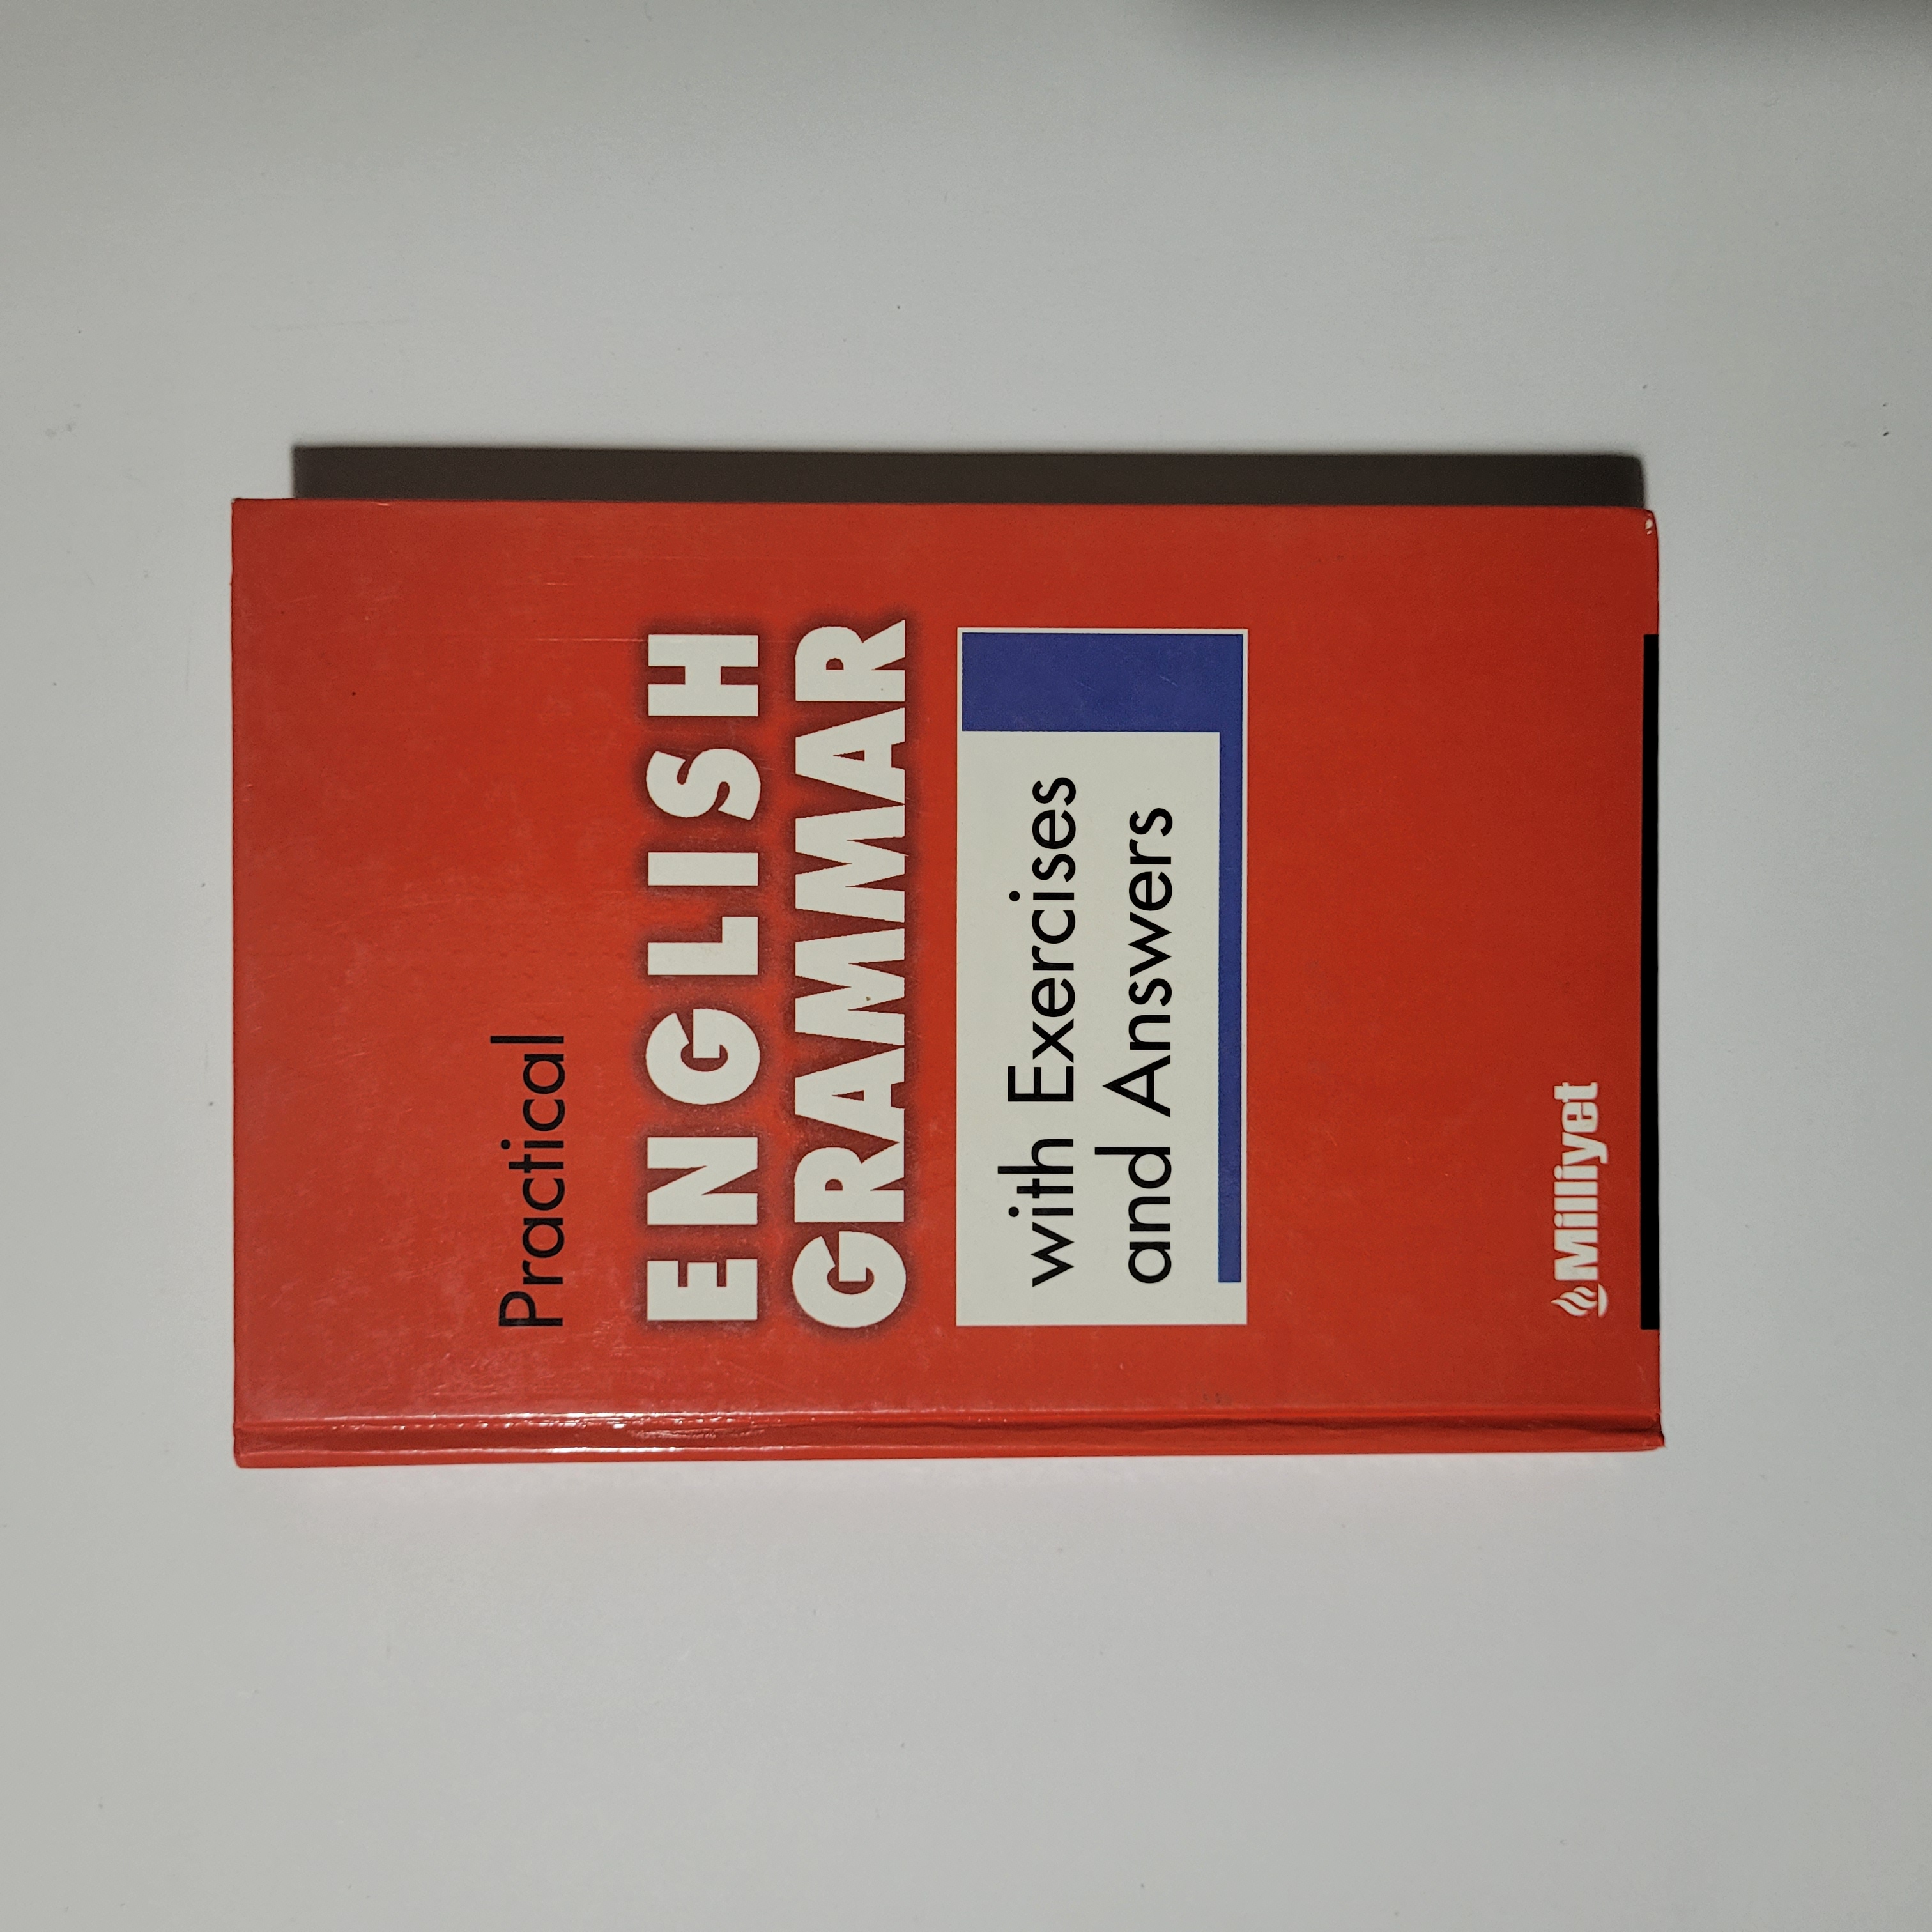 Practical
ENGLISH
GRAMMAR
with Exercises
and Answers
Milliyet